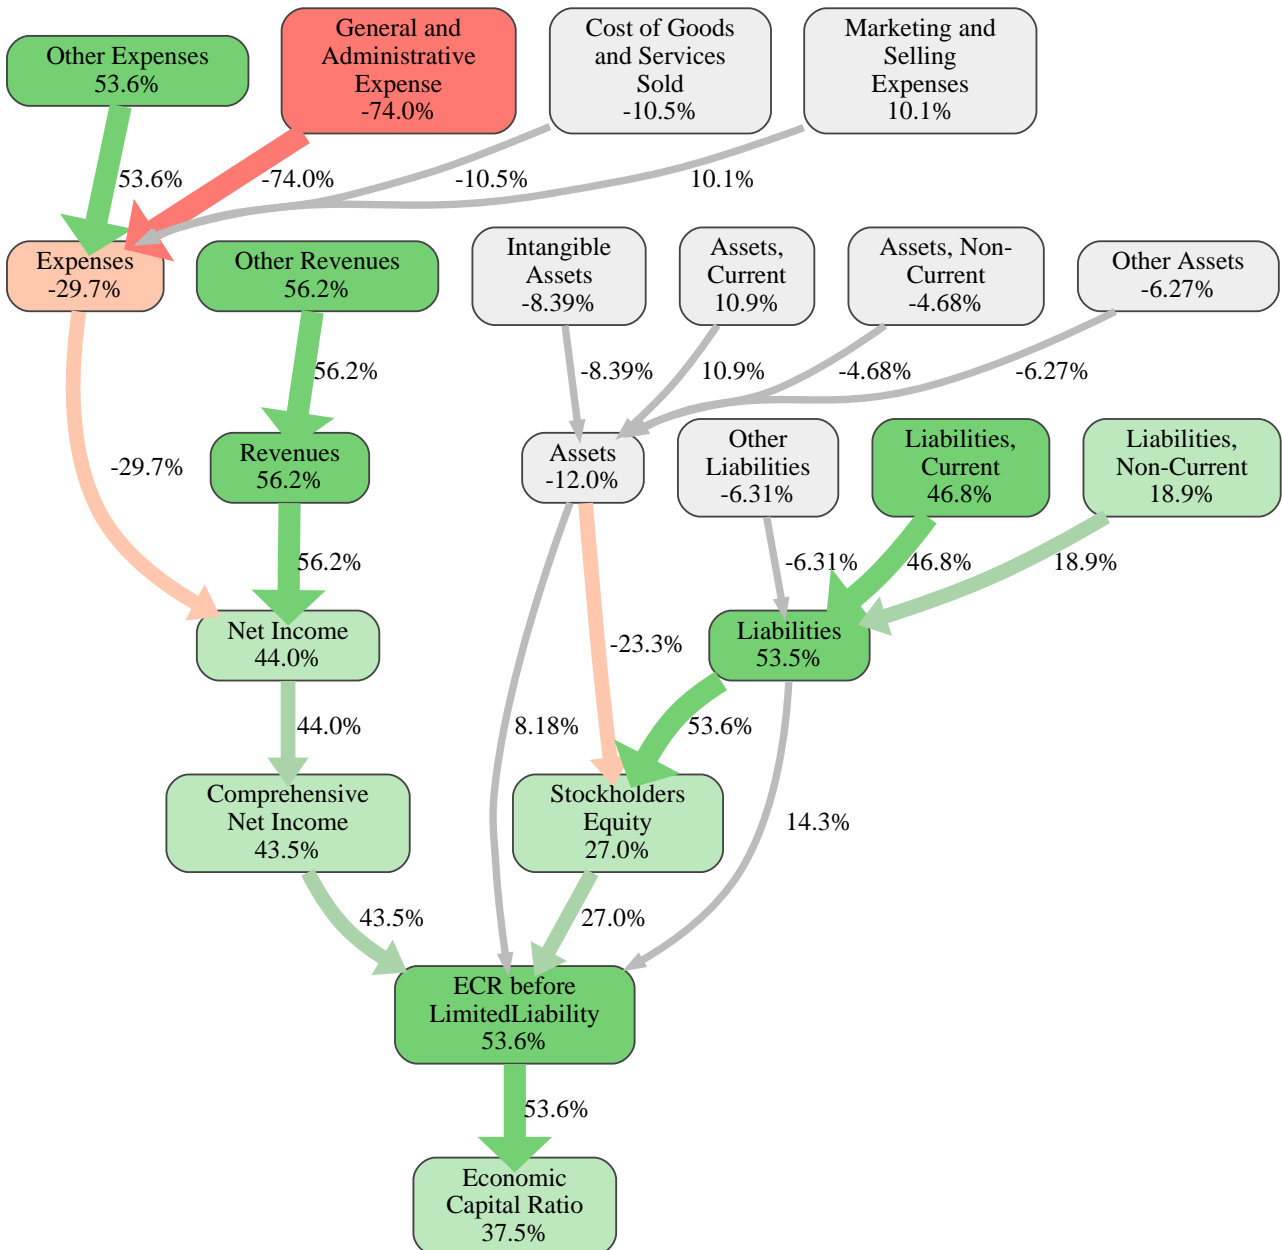 Other Expenses
53.6%
General and
Administrative
Expense
-74.0%
Cost of Goods
and Services
Sold
-10.5%
Marketing and
Selling
Expenses
10.1%
53.6%
-74.0%
-10.5%
10.1%
Expenses
-29.7%
Other Revenues
56.2%
Intangible
Assets
-8.39%
Assets,
Current
10.9%
Assets, Non-
Current
-4.68%
Other Assets
-6.27%
56.2%
-8.39%
10.9%
-4.68%
-6.27%
-29.7%
Revenues
56.2%
Assets
-12.0%
Other
Liabilities
-6.31%
Liabilities,
Current
46.8%
Liabilities,
Non-Current
18.9%
56.2%
-6.31%
46.8%
18.9%
Net Income
44.0%
-23.3%
Liabilities
53.5%
44.0%
8.18%
53.6%
Comprehensive
Net Income
43.5%
Stockholders
Equity
27.0%
14.3%
43.5%
27.0%
ECR before
LimitedLiability
53.6%
53.6%
Economic
Capital Ratio
37.5%